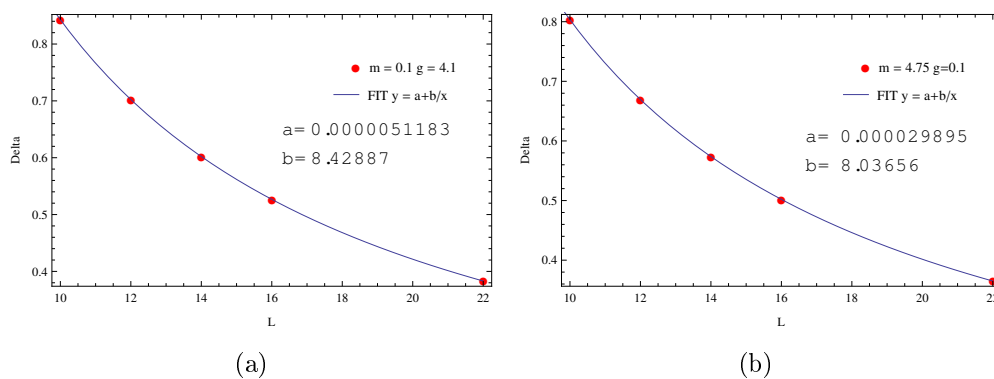 0.8
0.7
0.6
0.5
0.4
Delta
10 12 14 16 18 20 22
L
m = 0.1 g = 4.1
FIT y = a+b/x
a= 0.0000051183
b= 8.42887
(a)
0.8
0.7
0.6
0.5
0.4
Delta
10 12 14 16 18 20
L
m = 4.75 g=0.1
FIT y = a+b/x
a= 0.000029895
b= 8.03656
(b)